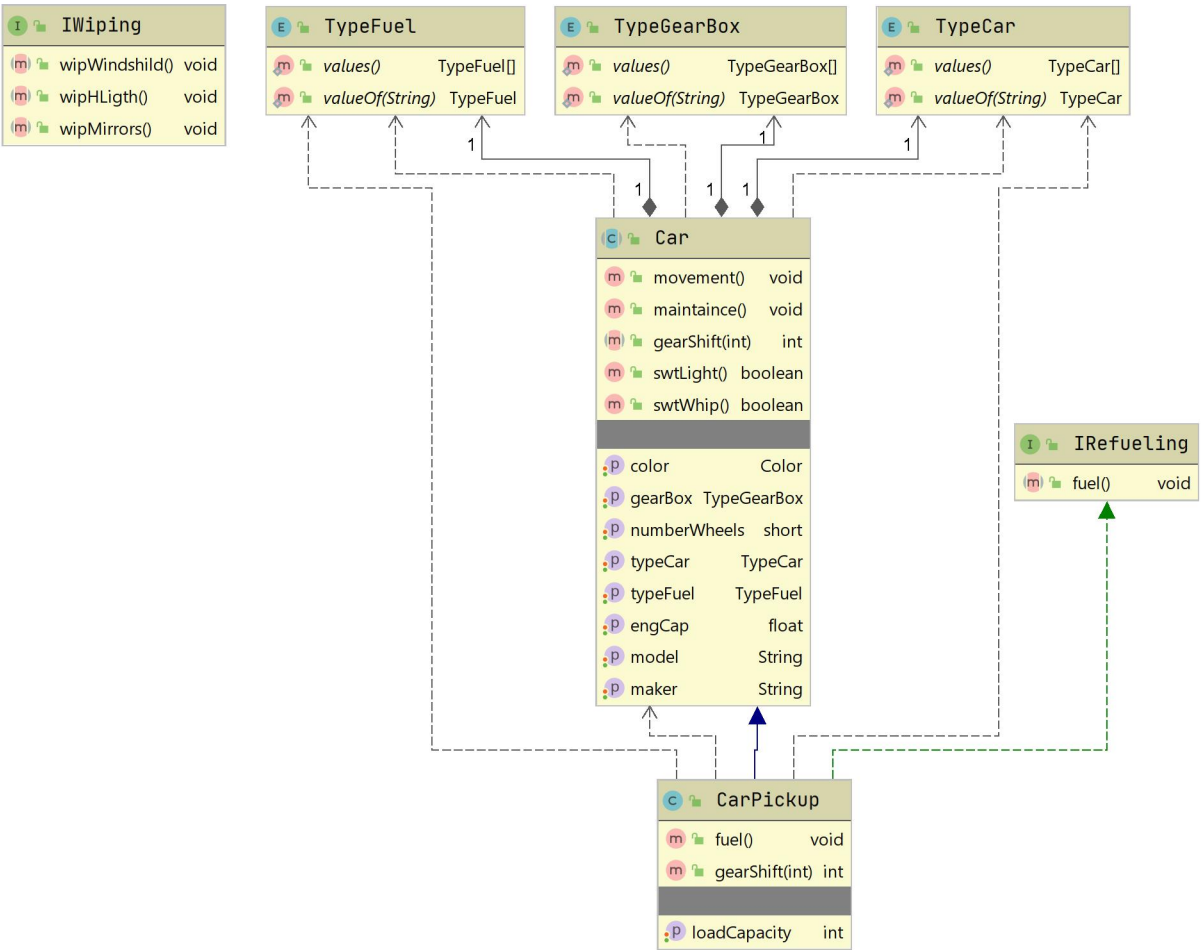 I IWiping
m wipWindshild() void
m wipHLigth() void
m wipMirrors() void
E TypeFuel
m values() TypeFuel[]
m valueOf(String) TypeFuel
E TypeGearBox
m values() TypeGearBox[]
m valueOf(String) TypeGearBox
E TypeCar
m values() TypeCar[]
m valueOf(String) TypeCar
1
1
1
1
1
1
C Car
m movement() void
m maintaince() void
m gearShift(int) int
m swtLight() boolean
m swtWhip() boolean
p color Color
p gearBox TypeGearBox
p numberWheels short
p typeCar TypeCar
p typeFuel TypeFuel
p engCap float
p model String
p maker String
I IRefueling
m fuel() void
C CarPickup
m fuel() void
m gearShift(int) int
p loadCapacity int